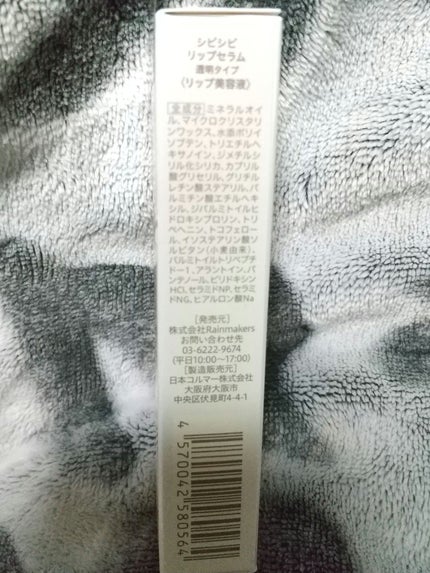 シピシピ
リップセラム
透明タイプ
〈リップ美容液〉
全成分 ミネラルオイ
ル、マイクロクリスタリン
ワックス、水添ポリイ
ソブテン、トリエチルヘ
キサノイン、ジメチルシ
リル化シリカ、カプリル
酸グリセリル、グリチル
レチン酸ステアリル、パ
ルミチン酸エチルヘキ
シル、ジパルミトイルヒ
ドロキシプロリン、トリ
ベヘニン、トコフェロー
ル、イソステアリン酸ソ
ルビタン(小麦由来)、
パルミトイルトリペプチ
ドー1、アラントイン、パ
ンテノール、ピリドキシン
HCl、セラミドNP、セラミ
ドNG、ヒアルロン酸Na
[発売元]
株式会社Rainmakers
お問い合わせ先
03-6222-9674
(平日10:00〜17:00)
[製造販売元]
日本コルマー株式会社
大阪府大阪市
中央区伏見町4-4-1
4 570042 580564